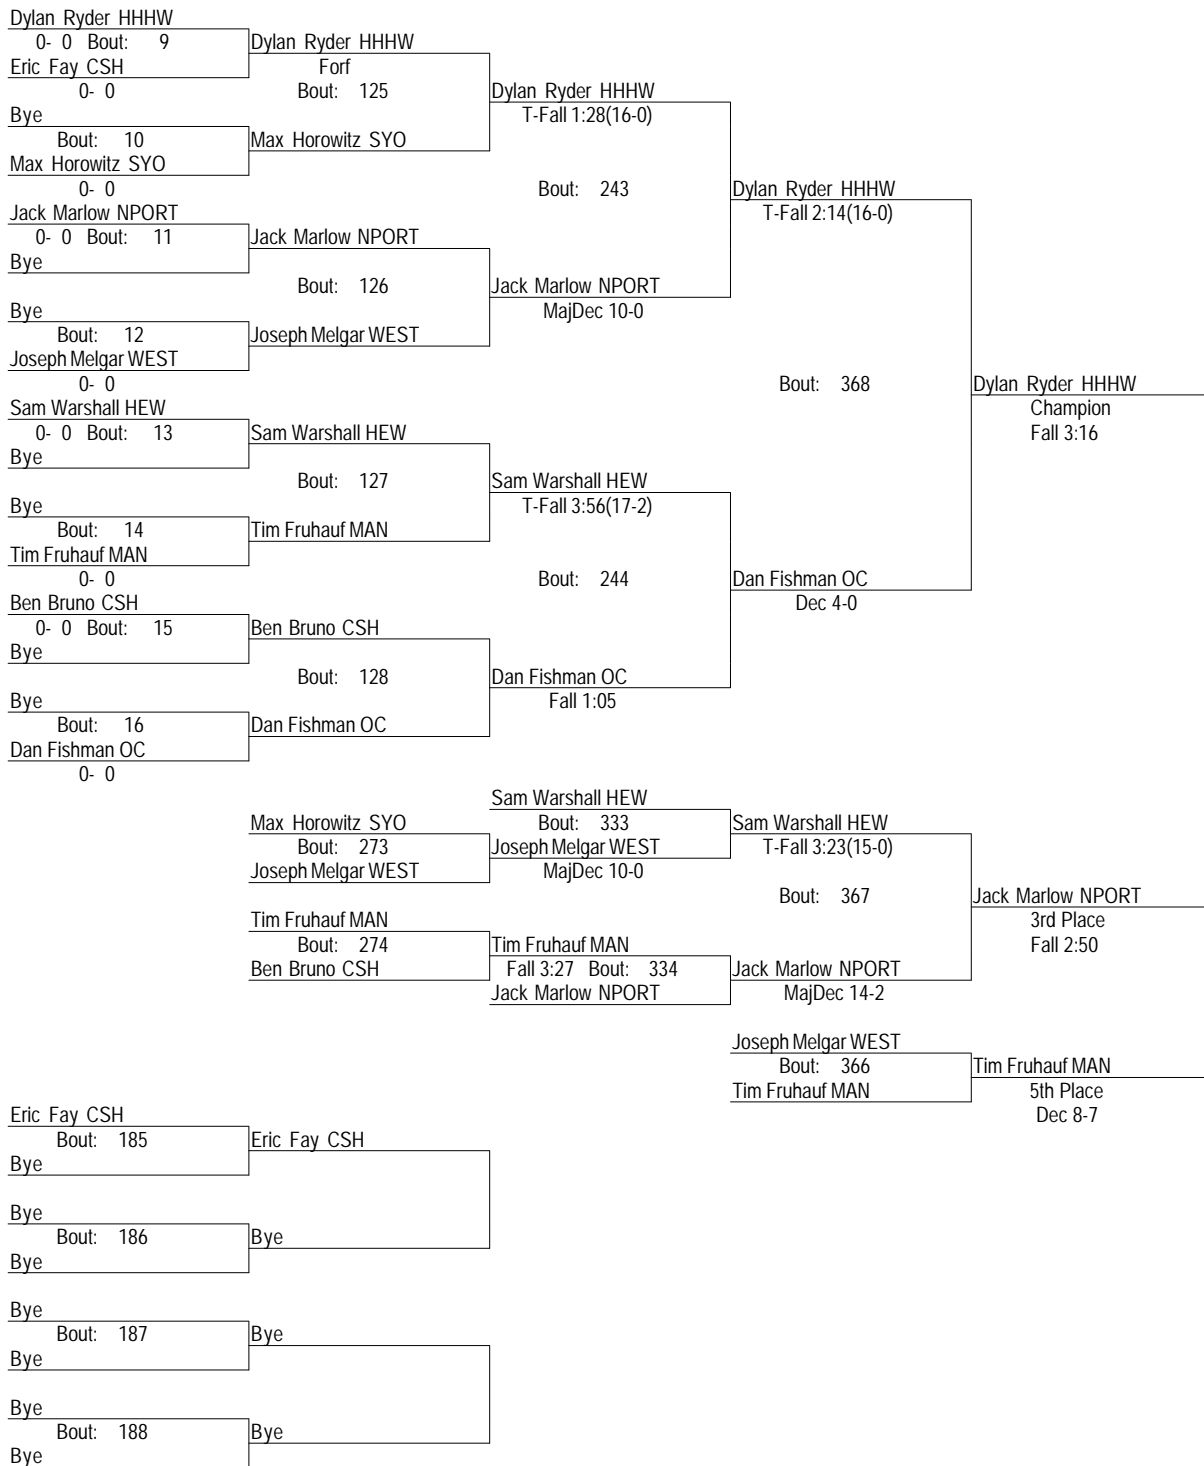 Dylan Ryder HHHW
0- 0 Bout: 9
Dylan Ryder HHHW
Eric Fay CSH
Forf
0- 0
Bout: 125
Dylan Ryder HHHW
Bye
T-Fall 1:28(16-0)
Bout: 10
Max Horowitz SYO
Max Horowitz SYO
0- 0
Bout: 243
Dylan Ryder HHHW
Jack Marlow NPORT
T-Fall 2:14(16-0)
0- 0 Bout: 11
Jack Marlow NPORT
Bye
Bout: 126
Jack Marlow NPORT
Bye
MajDec 10-0
Bout: 12
Joseph Melgar WEST
Joseph Melgar WEST
0- 0
Bout: 368
Dylan Ryder HHHW
Sam Warshall HEW
Champion
0- 0 Bout: 13
Sam Warshall HEW
Fall 3:16
Bye
Bout: 127
Sam Warshall HEW
Bye
T-Fall 3:56(17-2)
Bout: 14
Tim Fruhauf MAN
Tim Fruhauf MAN
0- 0
Bout: 244
Dan Fishman OC
Ben Bruno CSH
Dec 4-0
0- 0 Bout: 15
Ben Bruno CSH
Bye
Bout: 128
Dan Fishman OC
Bye
Fall 1:05
Bout: 16
Dan Fishman OC
Dan Fishman OC
0- 0
Sam Warshall HEW
Max Horowitz SYO
Bout: 333
Sam Warshall HEW
Bout: 273
Joseph Melgar WEST
T-Fall 3:23(15-0)
Joseph Melgar WEST
MajDec 10-0
Bout: 367
Jack Marlow NPORT
Tim Fruhauf MAN
3rd Place
Bout: 274
Tim Fruhauf MAN
Fall 2:50
Ben Bruno CSH
Fall 3:27 Bout: 334
Jack Marlow NPORT
Jack Marlow NPORT
MajDec 14-2
Joseph Melgar WEST
Bout: 366
Tim Fruhauf MAN
Tim Fruhauf MAN
5th Place
Dec 8-7
Eric Fay CSH
Bout: 185
Eric Fay CSH
Bye
Bye
Bout: 186
Bye
Bye
Bye
Bout: 187
Bye
Bye
Bye
Bout: 188
Bye
Bye